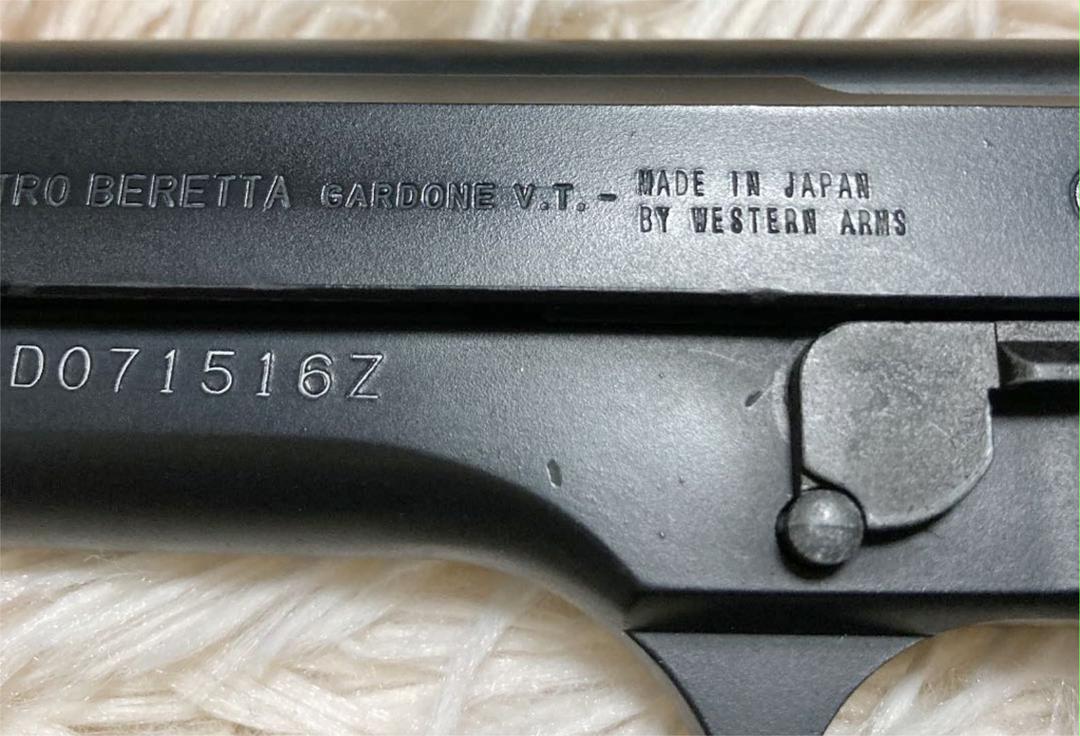 TRO BERETTA GARDONE V.T. - MADE IN JAPAN
BY WESTERN ARMS
D071516Z